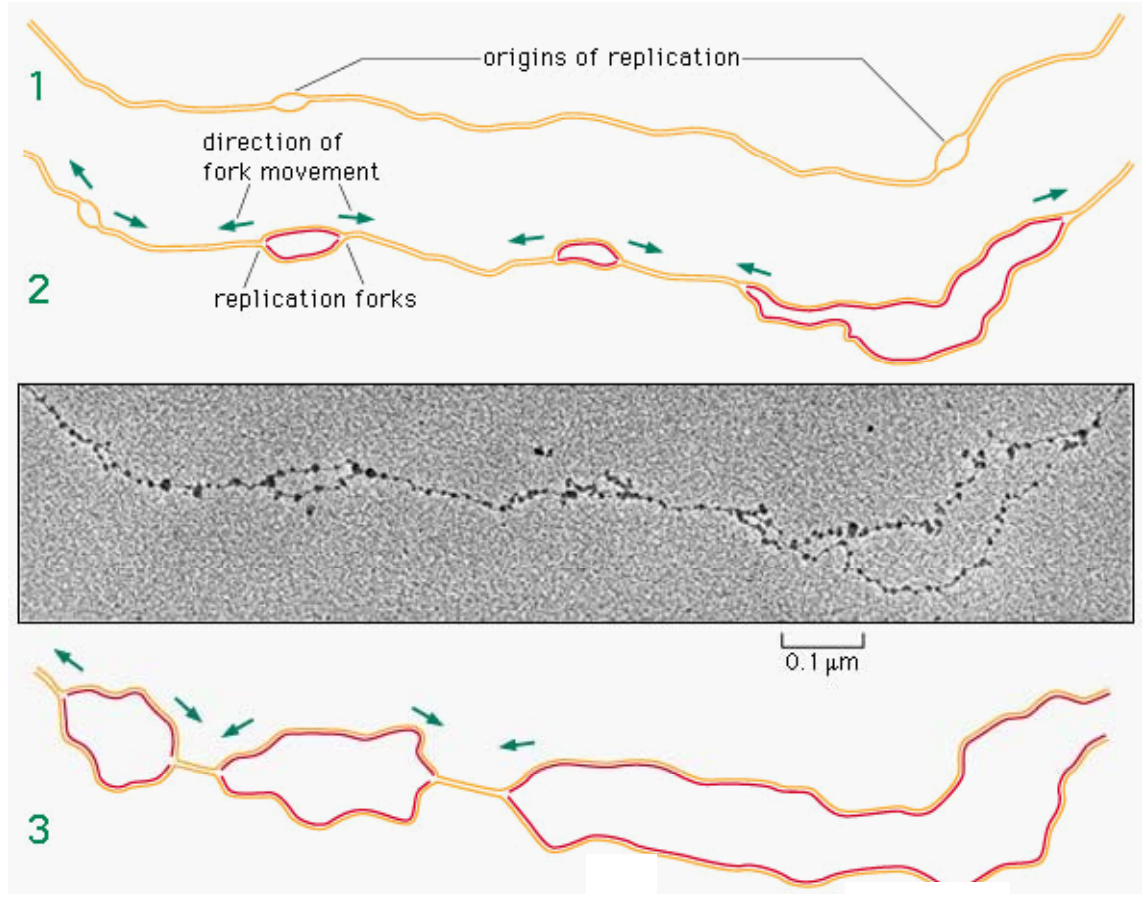 origins of replication
1
direction of
fork movement
2
replication forks
0.1 µm
3